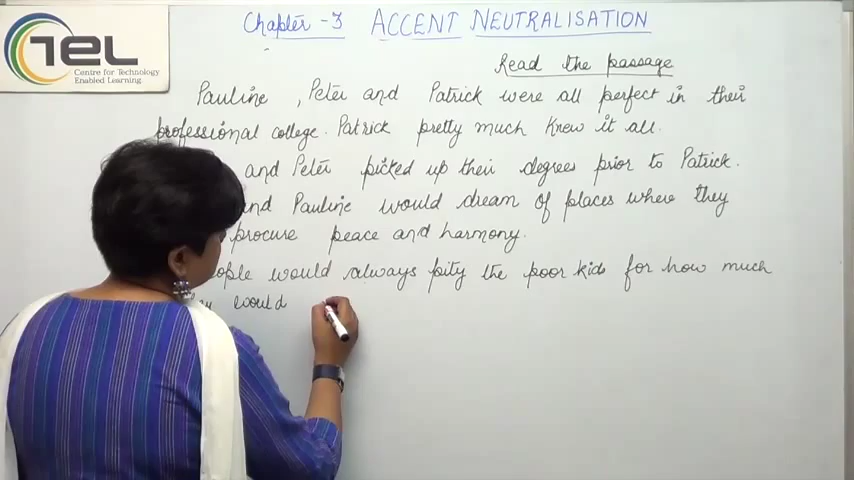 Chapter - 3 ACCENT NEUTRALISATION
TEL
Centre for Technology
Enabled Learning
Read the passage
Pauline , Peter and Patrick were all perfect in their
professional college. Patrick pretty much knew it all.
and Peter picked up their degrees prior to Patrick.
and Pauline would dream of places where they
procure peace and harmony.
would always pity the poor kids for how much
would